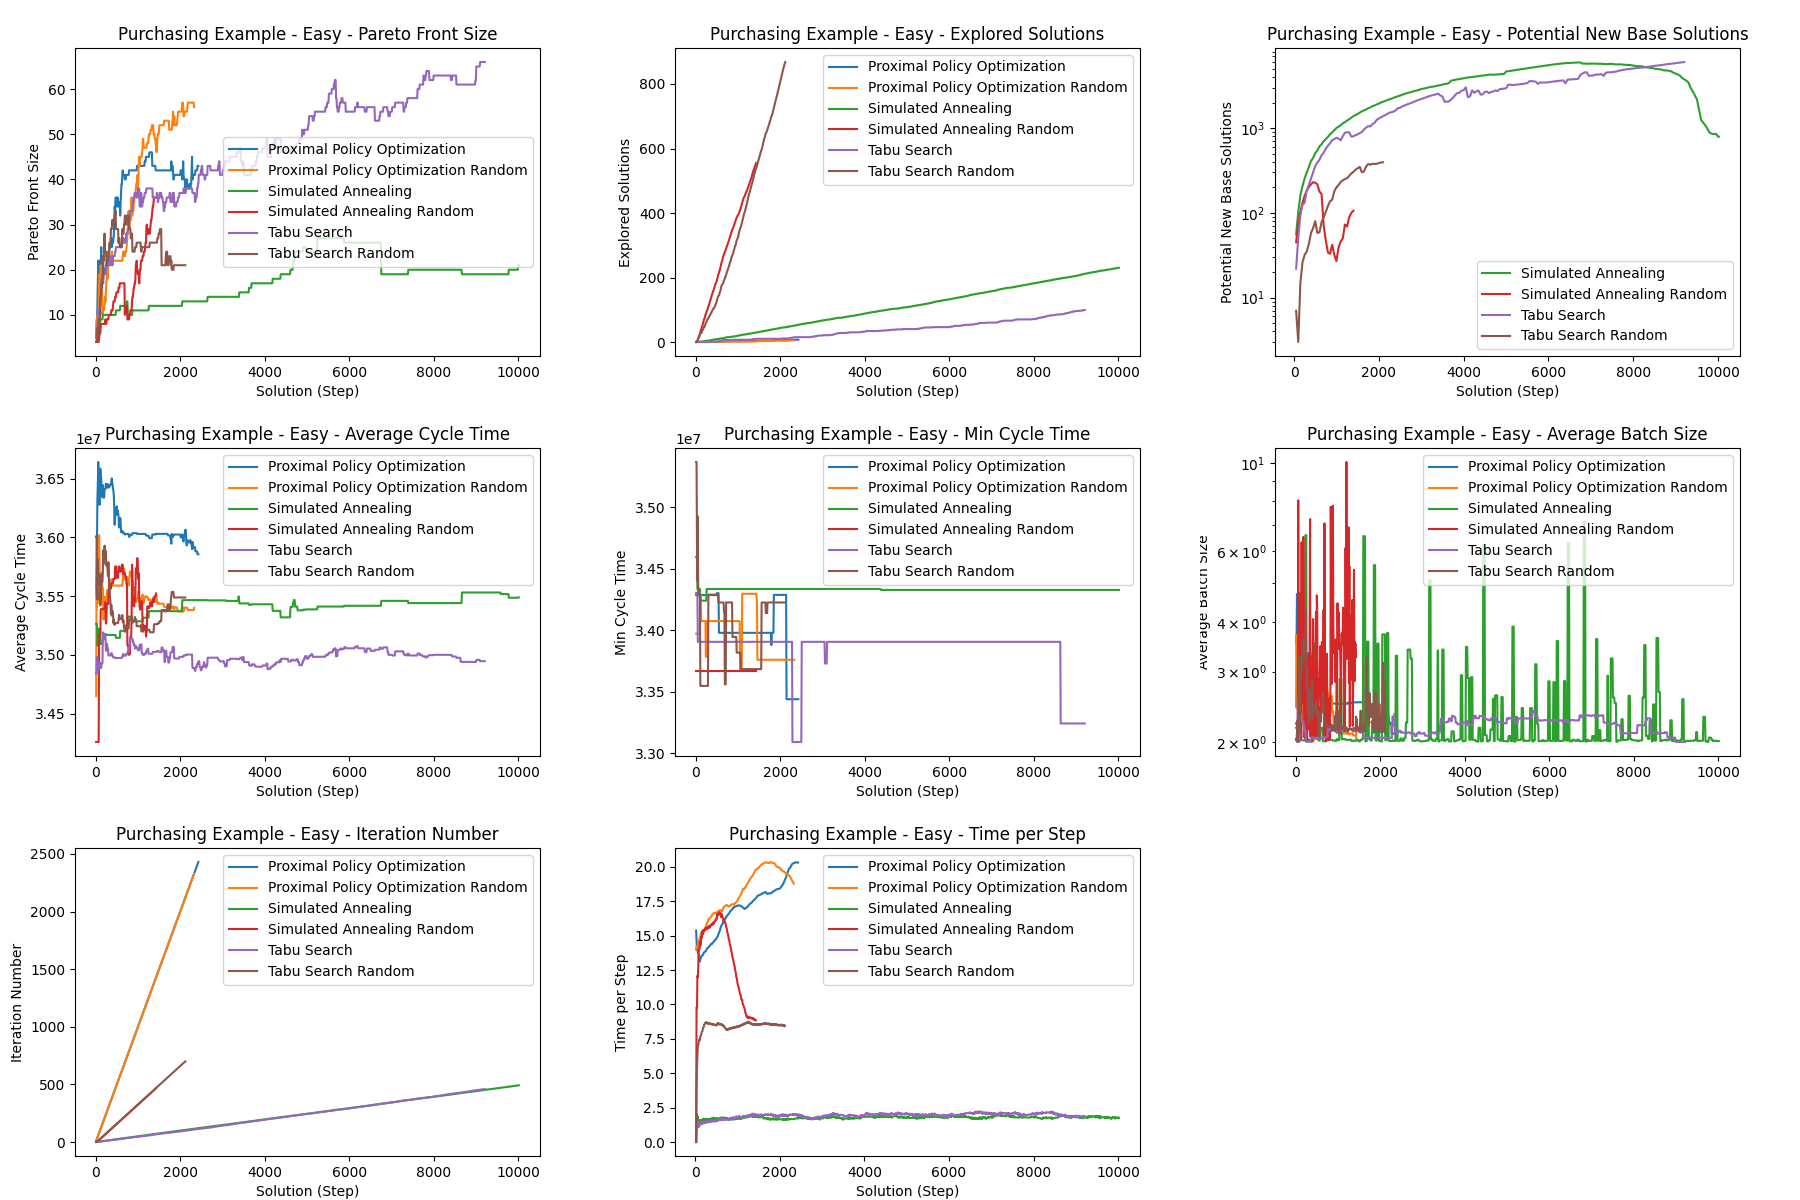 Purchasing Example - Easy - Pareto Front Size
Pareto Front Size
60
50
40
30
20
10
Proximal Policy Optimization
Proximal Policy Optimization Random
Simulated Annealing
Simulated Annealing Random
Tabu Search
Tabu Search Random
0 2000 4000 6000 8000 10000
Solution (Step)
Purchasing Example - Easy - Explored Solutions
Explored Solutions
800
600
400
200
0
Proximal Policy Optimization
Proximal Policy Optimization Random
Simulated Annealing
Simulated Annealing Random
Tabu Search
Tabu Search Random
0 2000 4000 6000 8000 10000
Solution (Step)
Purchasing Example - Easy - Potential New Base Solutions
Potential New Base Solutions
10³
10²
10¹
Simulated Annealing
Simulated Annealing Random
Tabu Search
Tabu Search Random
0 2000 4000 6000 8000 10000
Solution (Step)
1e7
Purchasing Example - Easy - Average Cycle Time
Average Cycle Time
3.65
3.60
3.55
3.50
3.45
Proximal Policy Optimization
Proximal Policy Optimization Random
Simulated Annealing
Simulated Annealing Random
Tabu Search
Tabu Search Random
0 2000 4000 6000 8000 10000
Solution (Step)
1e7
Purchasing Example - Easy - Min Cycle Time
Min Cycle Time
3.50
3.45
3.40
3.35
3.30
Proximal Policy Optimization
Proximal Policy Optimization Random
Simulated Annealing
Simulated Annealing Random
Tabu Search
Tabu Search Random
0 2000 4000 6000 8000 10000
Solution (Step)
Purchasing Example - Easy - Average Batch Size
Average Batch Size
10¹
6 × 10⁰
4 × 10⁰
3 × 10⁰
2 × 10⁰
Proximal Policy Optimization
Proximal Policy Optimization Random
Simulated Annealing
Simulated Annealing Random
Tabu Search
Tabu Search Random
0 2000 4000 6000 8000 10000
Solution (Step)
Purchasing Example - Easy - Iteration Number
Iteration Number
2500
2000
1500
1000
500
0
Proximal Policy Optimization
Proximal Policy Optimization Random
Simulated Annealing
Simulated Annealing Random
Tabu Search
Tabu Search Random
0 2000 4000 6000 8000 10000
Solution (Step)
Purchasing Example - Easy - Time per Step
Time per Step
20.0
17.5
15.0
12.5
10.0
7.5
5.0
2.5
0.0
Proximal Policy Optimization
Proximal Policy Optimization Random
Simulated Annealing
Simulated Annealing Random
Tabu Search
Tabu Search Random
0 2000 4000 6000 8000 10000
Solution (Step)